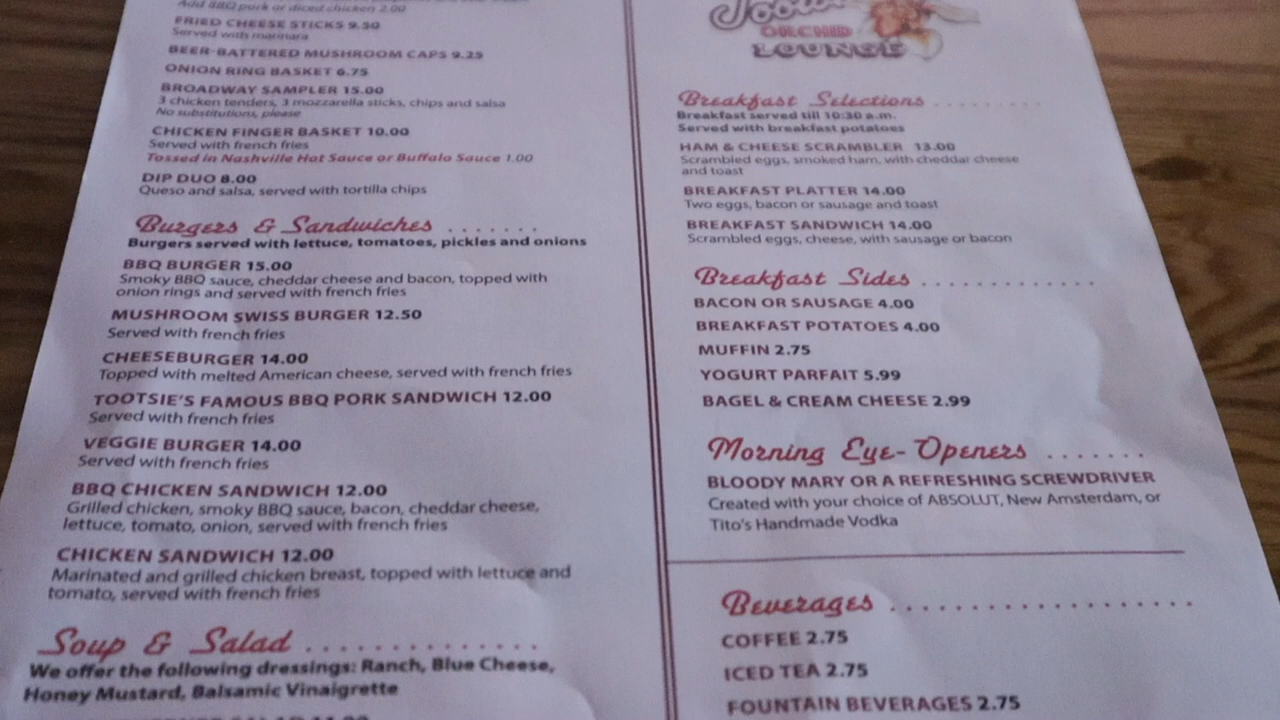 Add BBQ pork or diced chicken 2.00
FRIED CHEESE STICKS 9.50
Served with marinara
BEER-BATTERED MUSHROOM CAPS 9.25
ONION RING BASKET 6.75
BROADWAY SAMPLER 15.00
3 chicken tenders, 3 mozzarella sticks, chips and salsa
No substitutions, please
CHICKEN FINGER BASKET 10.00
Served with french fries
Tossed in Nashville Hot Sauce or Buffalo Sauce 1.00
DIP DUO 8.00
Queso and salsa, served with tortilla chips
Burgers & Sandwiches .......
Burgers served with lettuce, tomatoes, pickles and onions
BBQ BURGER 15.00
Smoky BBQ sauce, cheddar cheese and bacon, topped with
onion rings and served with french fries
MUSHROOM SWISS BURGER 12.50
Served with french fries
CHEESEBURGER 14.00
Topped with melted American cheese, served with french fries
TOOTSIE'S FAMOUS BBQ PORK SANDWICH 12.00
Served with french fries
VEGGIE BURGER 14.00
Served with french fries
BBQ CHICKEN SANDWICH 12.00
Grilled chicken, smoky BBQ sauce, bacon, cheddar cheese,
lettuce, tomato, onion, served with french fries
CHICKEN SANDWICH 12.00
Marinated and grilled chicken breast, topped with lettuce and
tomato, served with french fries
Soup & Salad .............
We offer the following dressings: Ranch, Blue Cheese,
Honey Mustard, Balsamic Vinaigrette
ORCHID
LOUNGE
Breakfast Selections .........
Breakfast served till 10:30 a.m.
Served with breakfast potatoes
HAM & CHEESE SCRAMBLER 13.00
Scrambled eggs, smoked ham, with cheddar cheese
and toast
BREAKFAST PLATTER 14.00
Two eggs, bacon or sausage and toast
BREAKFAST SANDWICH 14.00
Scrambled eggs, cheese, with sausage or bacon
Breakfast Sides .............
BACON OR SAUSAGE 4.00
BREAKFAST POTATOES 4.00
MUFFIN 2.75
YOGURT PARFAIT 5.99
BAGEL & CREAM CHEESE 2.99
Morning Eye-Openers .......
BLOODY MARY OR A REFRESHING SCREWDRIVER
Created with your choice of ABSOLUT, New Amsterdam, or
Tito's Handmade Vodka
Beverages ...................
COFFEE 2.75
ICED TEA 2.75
FOUNTAIN BEVERAGES 2.75